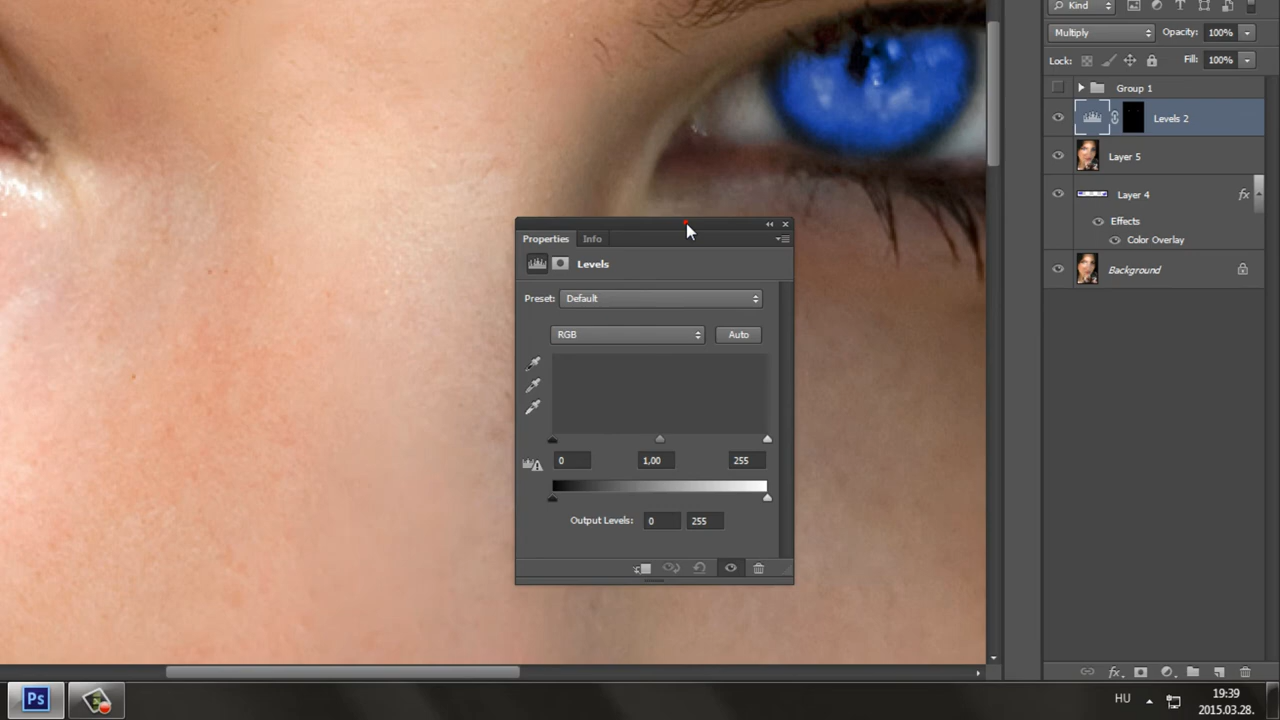 Kind
Multiply Opacity: 100%
Lock: Fill: 100%
Group 1
Levels 2
Layer 5
Layer 4 fx
Effects
Color Overlay
Background
Properties Info
Levels
Preset: Default
RGB Auto
0 1,00 255
Output Levels: 0 255
fx
Ps
HU 19:39
2015.03.28.